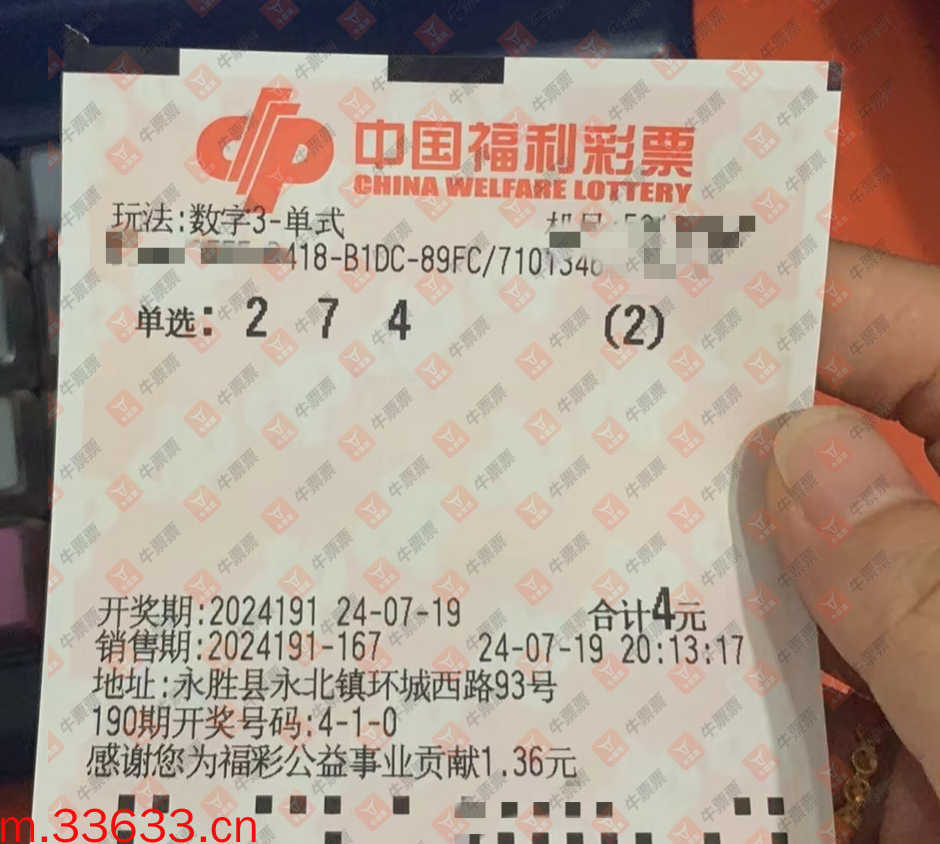 中国福利彩票
CHINA WELFARE LOTTERY
玩法:数字3-单式
418-B1DC-89FC/7101346
单选: 2 7 4 (2)
开奖期:2024191 24-07-19 合计4元
销售期:2024191-167 24-07-19 20:13:17
地址:永胜县永北镇环城西路93号
190期开奖号码:4-1-0
感谢您为福彩公益事业贡献1.36元
m.33633.cn
牛票票